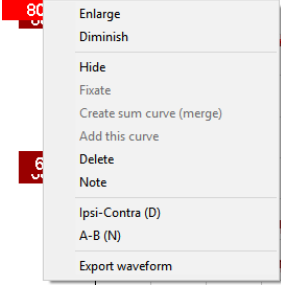 80
Enlarge
Diminish
Hide
Fixate
Create sum curve (merge)
Add this curve
6
Delete
Note
Ipsi-Contra (D)
A-B (N)
Export waveform